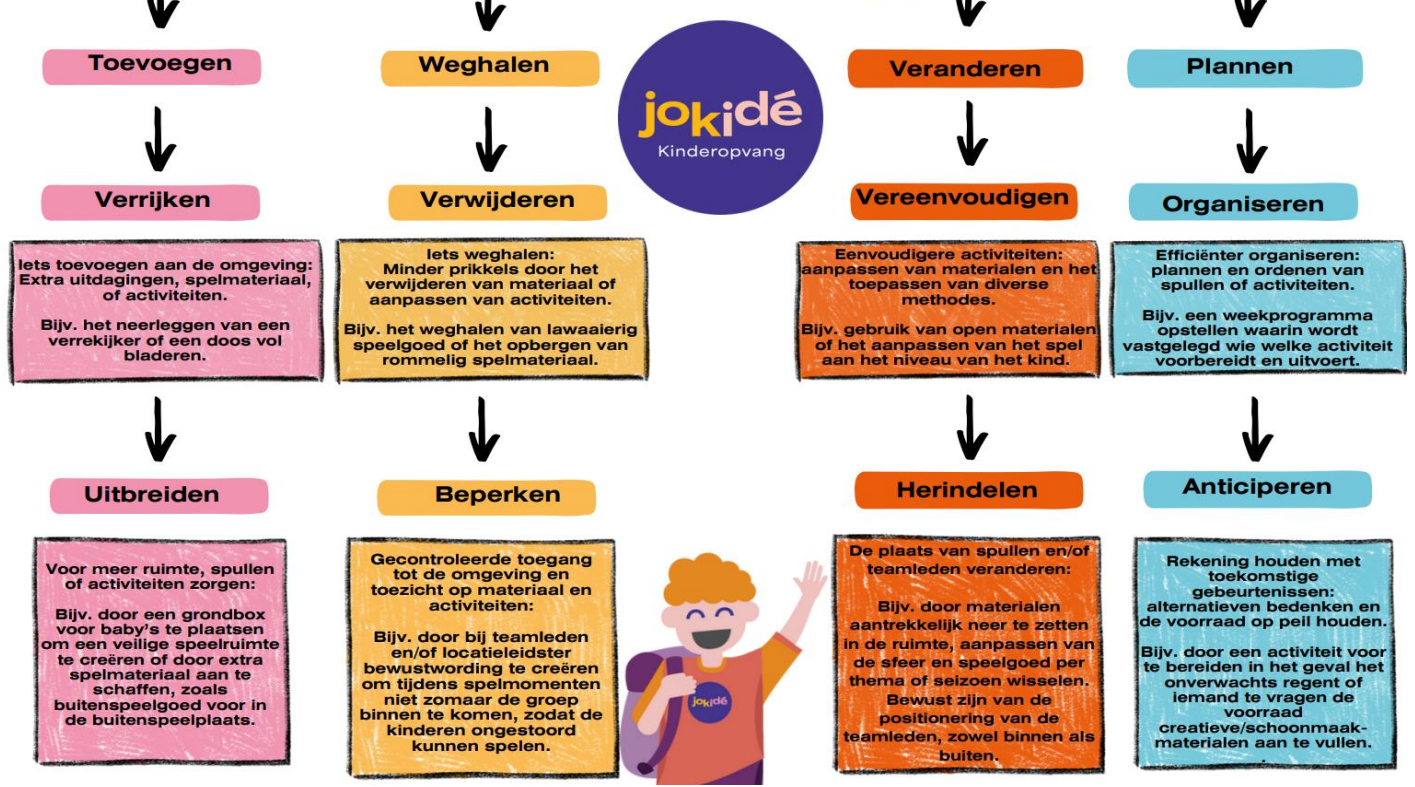 Toevoegen
Weghalen
jokidé
Kinderopvang
Veranderen
Plannen
Verrijken
Verwijderen
Vereenvoudigen
Organiseren
Iets toevoegen aan de omgeving:
Extra uitdagingen, spelmateriaal,
of activiteiten.
Bijv. het neerleggen van een
verrekijker of een doos vol
bladeren.
Iets weghalen:
Minder prikkels door het
verwijderen van materiaal of
aanpassen van activiteiten.
Bijv. het weghalen van lawaaierig
speelgoed of het opbergen van
rommelig spelmateriaal.
Eenvoudigere activiteiten:
aanpassen van materialen en het
toepassen van diverse
methodes.
Bijv. gebruik van open materialen
of het aanpassen van het spel
aan het niveau van het kind.
Efficiënter organiseren:
plannen en ordenen van
spullen of activiteiten.
Bijv. een weekprogramma
opstellen waarin wordt
vastgelegd wie welke activiteit
voorbereidt en uitvoert.
Uitbreiden
Beperken
Herindelen
Anticiperen
Voor meer ruimte, spullen
of activiteiten zorgen:
Bijv. door een grondbox
voor baby's te plaatsen
om een veilige speelruimte
te creëren of door extra
spelmateriaal aan te
schaffen, zoals
buitenspeelgoed voor in
de buitenspeelplaats.
Gecontroleerde toegang
tot de omgeving en
toezicht op materiaal en
activiteiten:
Bijv. door bij teamleden
en/of locatieleidster
bewustwording te creëren
om tijdens spelmomenten
niet zomaar de groep
binnen te komen, zodat de
kinderen ongestoord
kunnen spelen.
jokidé
De plaats van spullen en/of
teamleden veranderen:
Bijv. door materialen
aantrekkelijk neer te zetten
in de ruimte, aanpassen van
de sfeer en speelgoed per
thema of seizoen wisselen.
Bewust zijn van de
positionering van de
teamleden, zowel binnen als
buiten.
Rekening houden met
toekomstige
gebeurtenissen:
alternatieven bedenken en
de voorraad op peil houden.
Bijv. door een activiteit voor
te bereiden in het geval het
onverwachts regent of
iemand te vragen de
voorraad
creatieve/schoonmaak-
materialen aan te vullen.
.